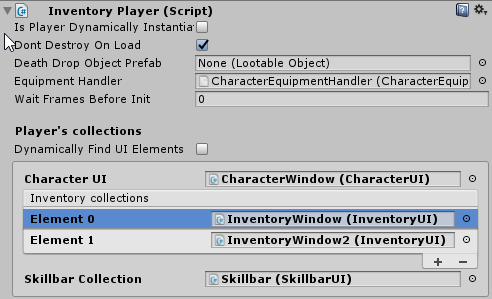 Inventory Player (Script)
Is Player Dynamically Instantiat
Dont Destroy On Load
Death Drop Object Prefab None (Lootable Object)
Equipment Handler CharacterEquipmentHandler (CharacterEquip
Wait Frames Before Init 0
Player's collections
Dynamically Find UI Elements
Character UI CharacterWindow (CharacterUI)
Inventory collections
Element 0 InventoryWindow (InventoryUI)
Element 1 InventoryWindow2 (InventoryUI)
+ −
Skillbar Collection Skillbar (SkillbarUI)